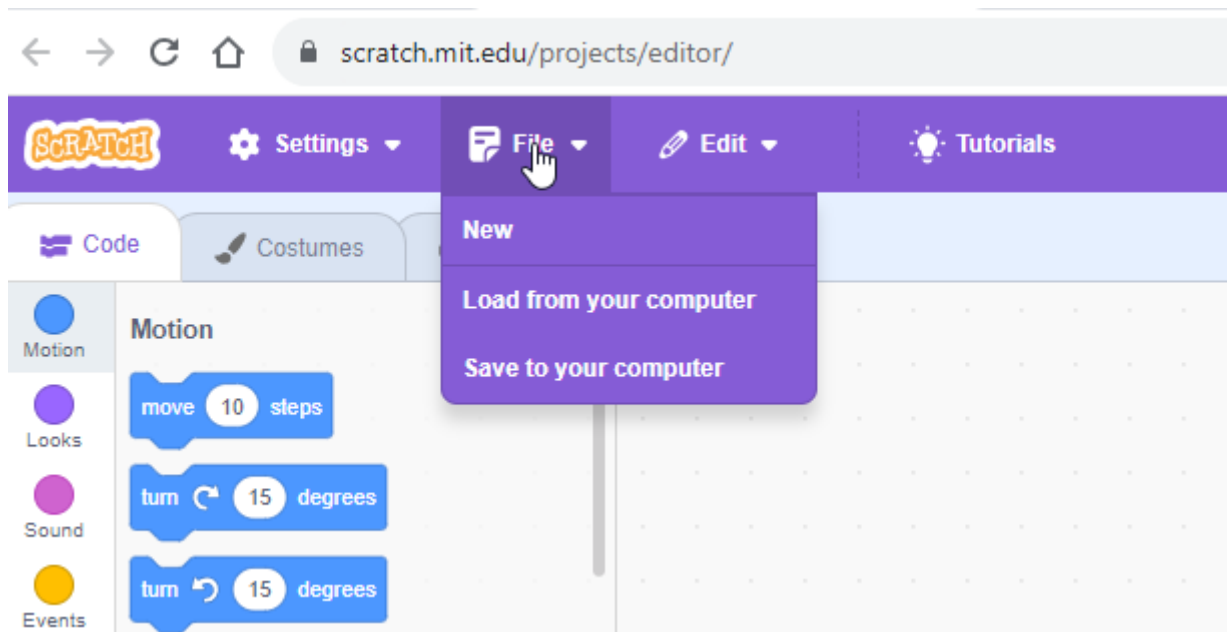 scratch.mit.edu/projects/editor/
SCRATCH Settings File Edit Tutorials
Code Costumes
New
Load from your computer
Save to your computer
Motion
Looks
Sound
Events
Motion
move 10 steps
turn 15 degrees
turn 15 degrees